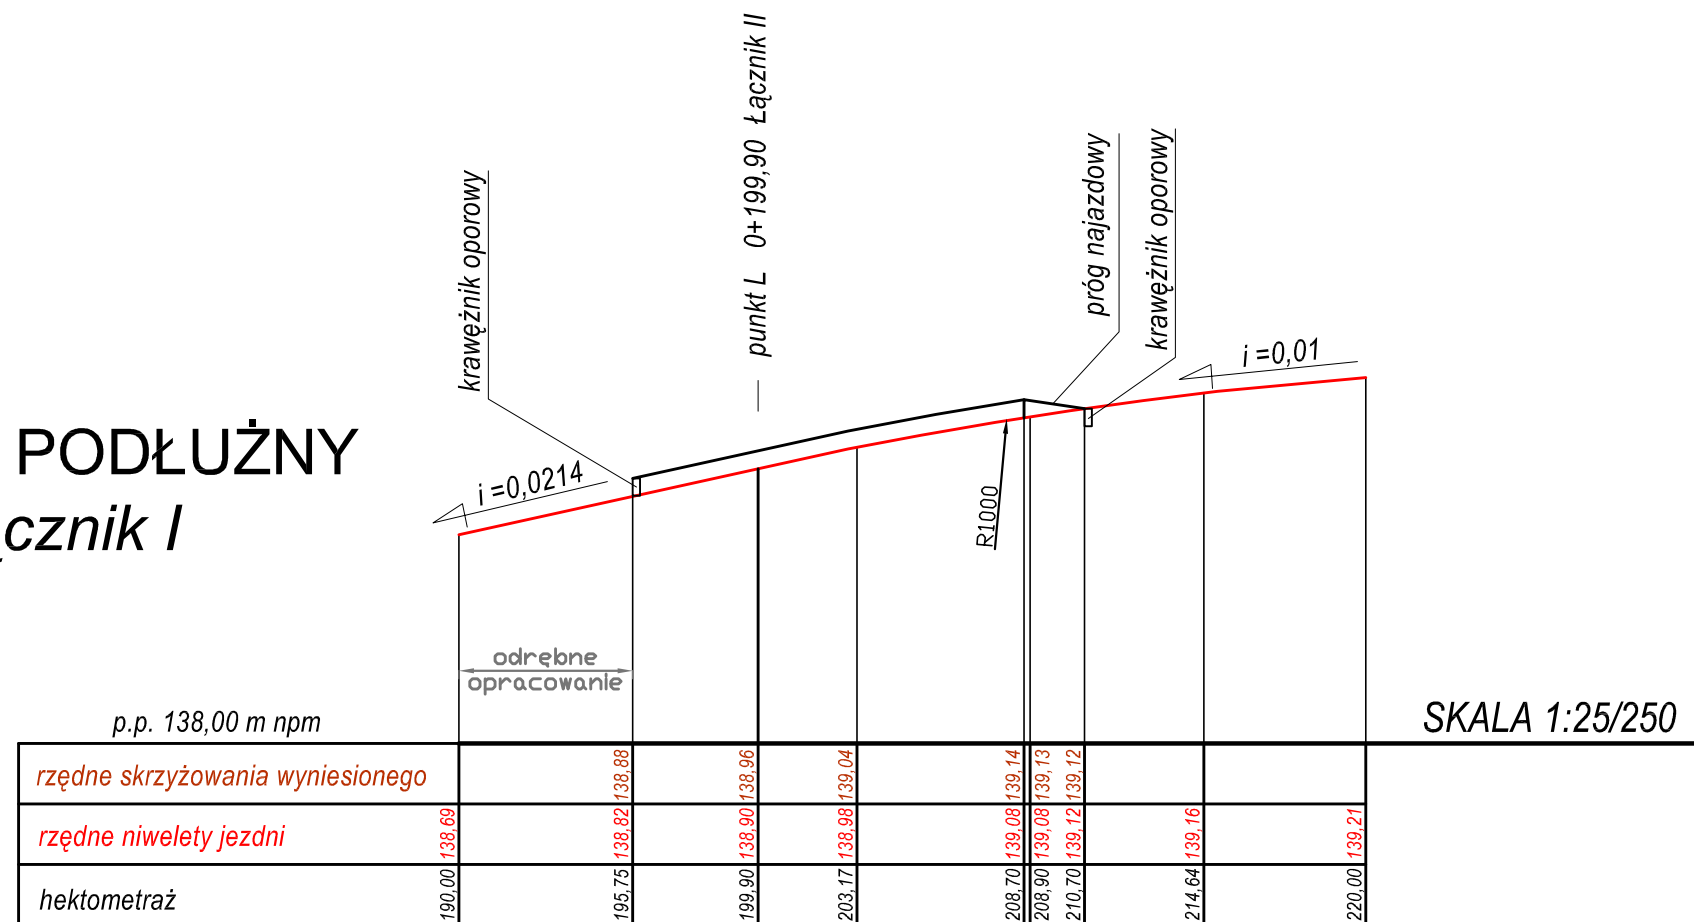 punkt L 0+199,90 Łącznik II
krawężnik oporowy
próg najazdowy
krawężnik oporowy
i =0,01
PODŁUŻNY
i =0,0214
cznik I
R1000
odrębne
opracowanie
p.p. 138,00 m npm
SKALA 1:25/250
rzędne skrzyżowania wyniesionego 138,88 138,96 139,04 139,14 139,13 139,12
rzędne niwelety jezdni 138,69 138,82 138,90 138,98 139,08 139,08 139,12 139,16 139,21
hektometraż 190,00 195,75 199,90 203,17 208,70 208,90 210,70 214,64 220,00